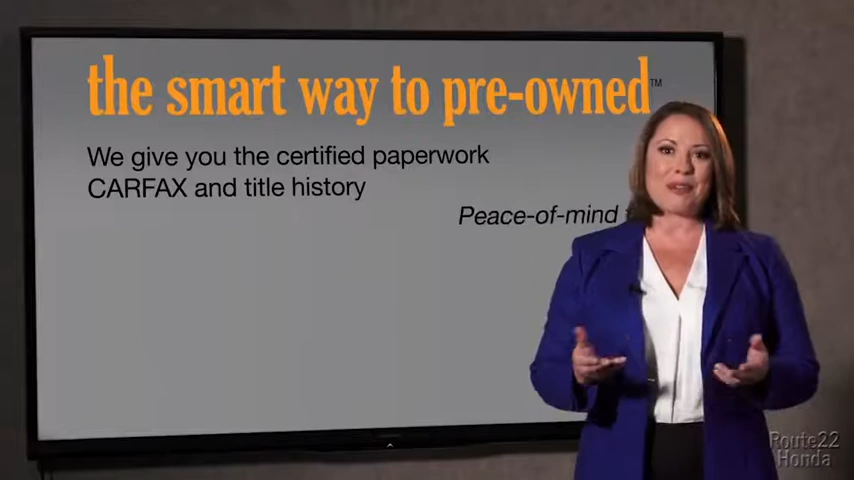 the smart way to pre-owned™
We give you the certified paperwork
CARFAX and title history
Peace-of-mind
Route22
Honda